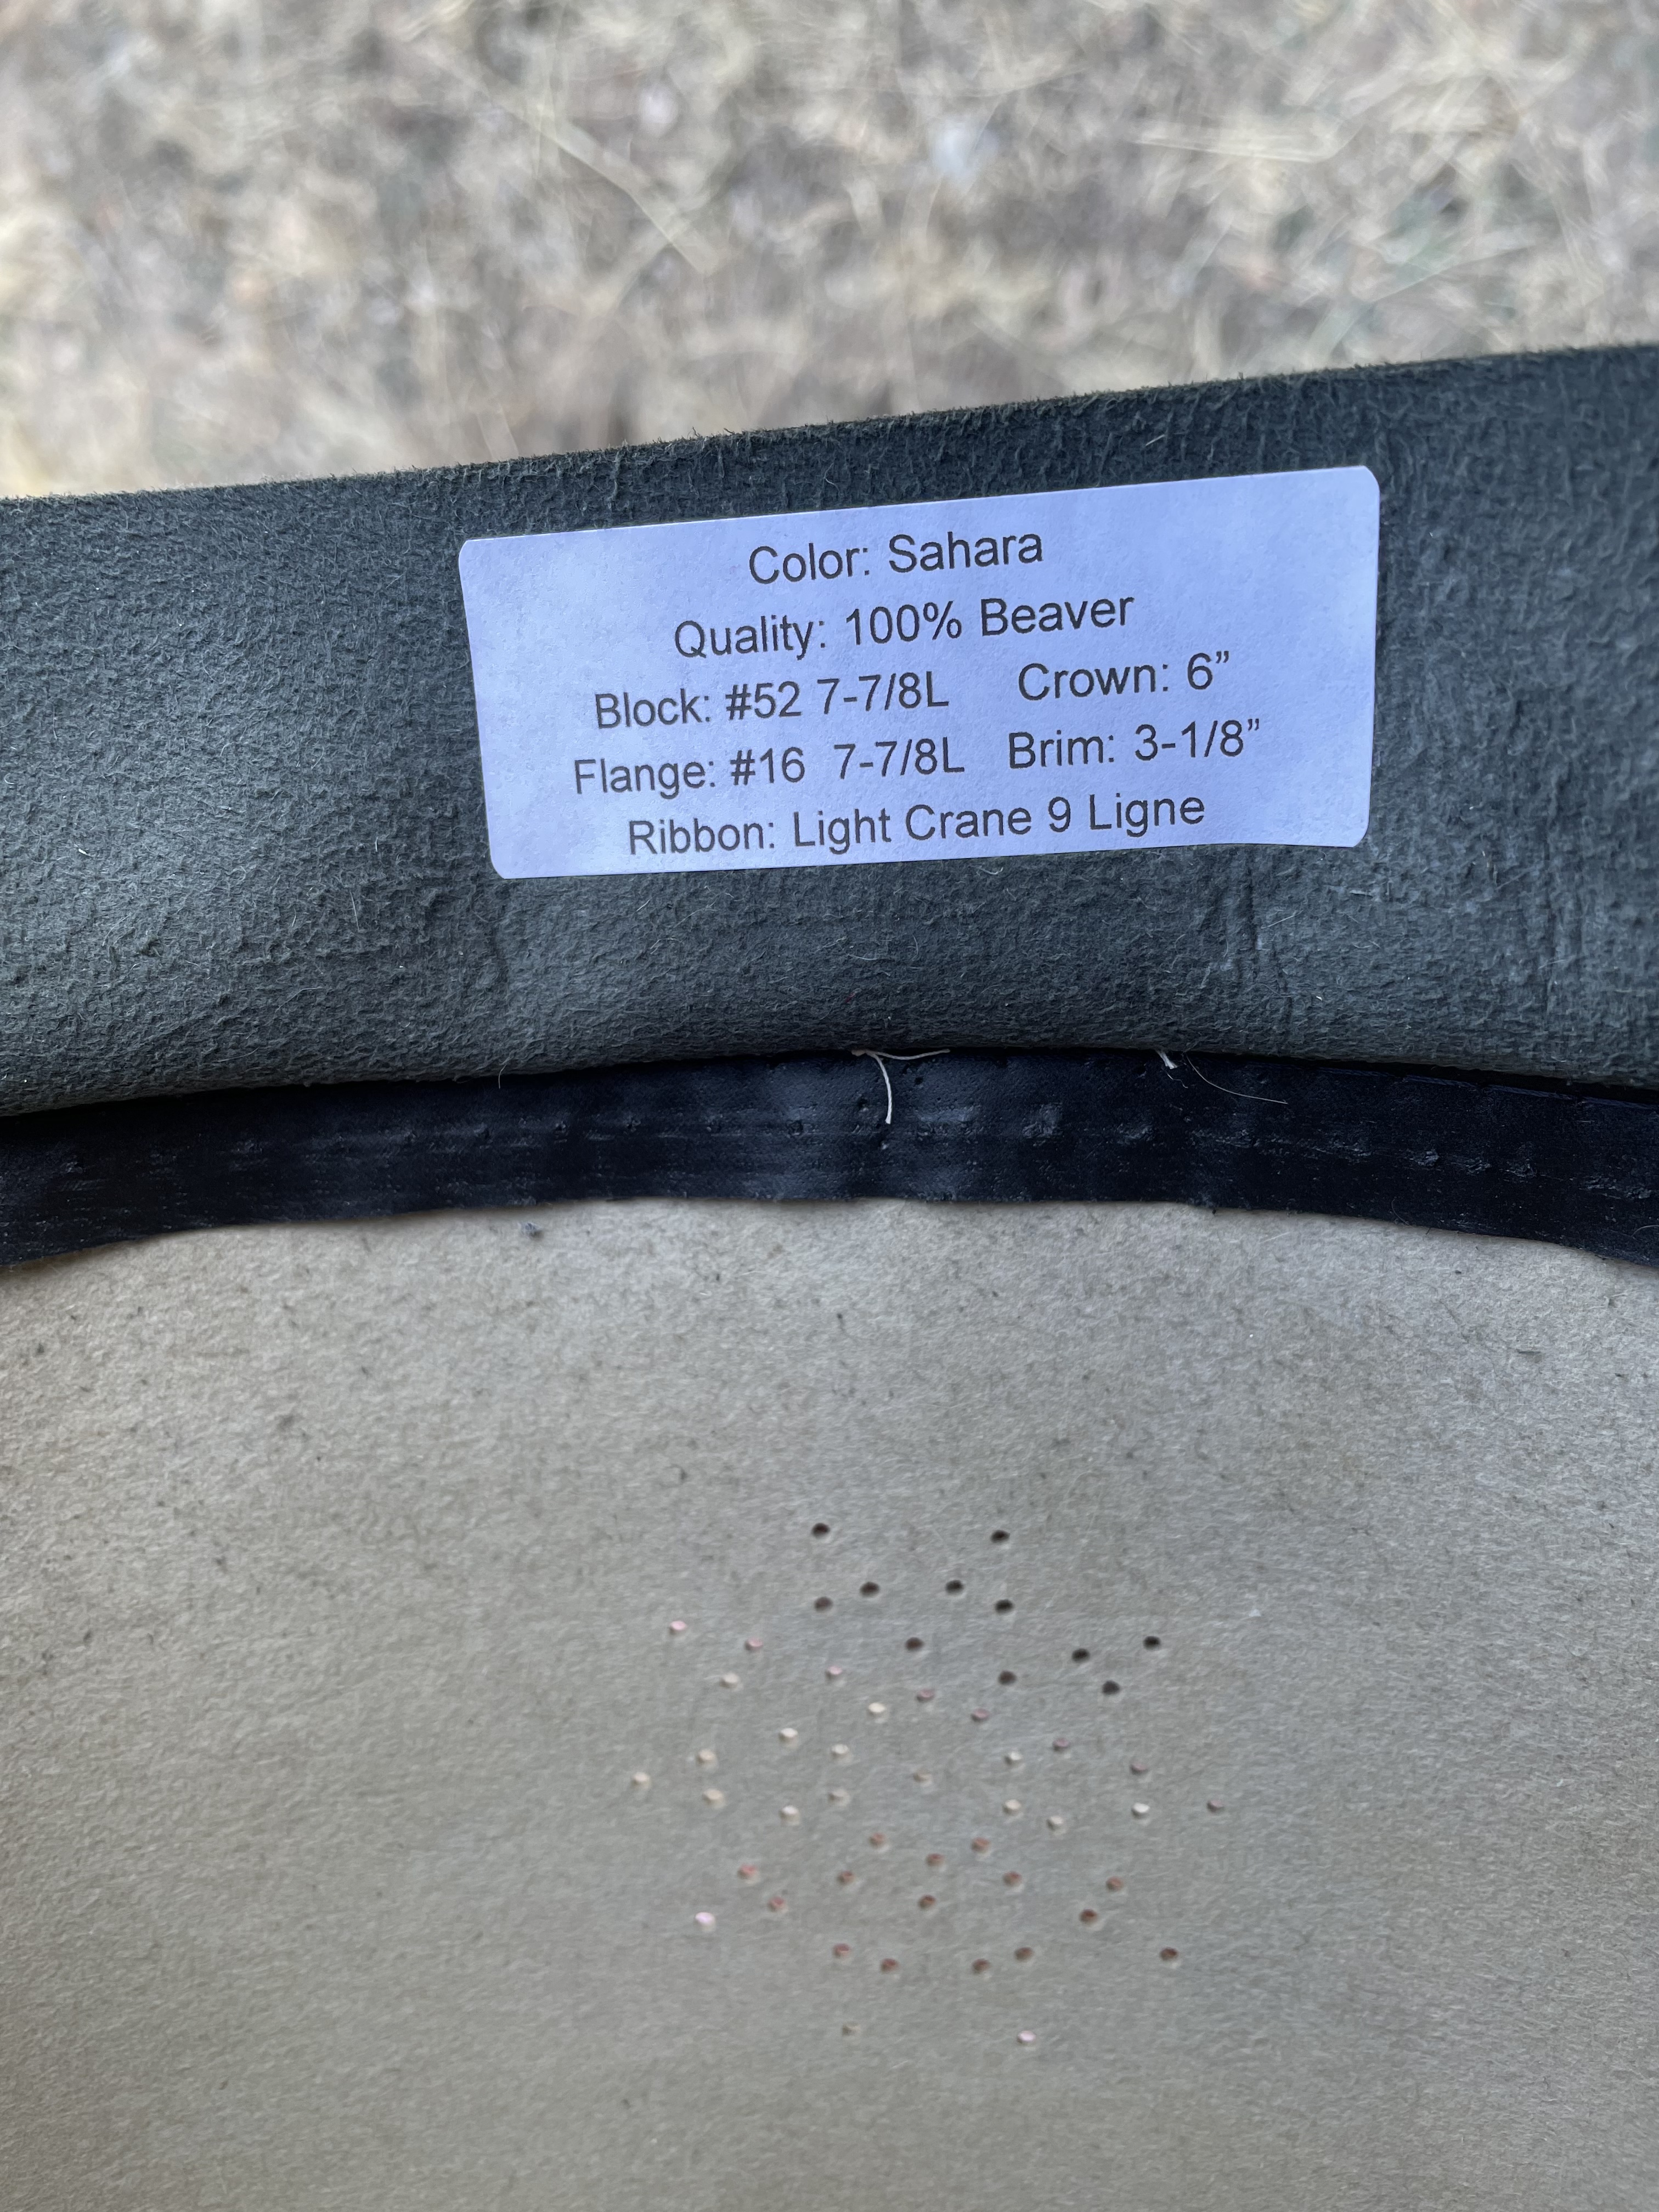 Color: Sahara
Quality: 100% Beaver
Block: #52 7-7/8L Crown: 6”
Flange: #16 7-7/8L Brim: 3-1/8”
Ribbon: Light Crane 9 Ligne